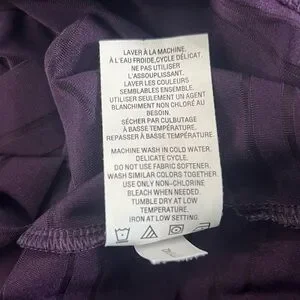 LAVER À LA MACHINE.
À L'EAU FROIDE, CYCLE DÉLICAT.
NE PAS UTILISER
L'ASSOUPLISSANT.
LAVER LES COULEURS
SEMBLABLES ENSEMBLE.
UTILISER SEULEMENT UN AGENT
BLANCHIMENT NON CHLORÉ AU
BESOIN.
SÉCHER PAR CULBUTAGE
À BASSE TEMPÉRATURE.
REPASSER À BASSE TEMPÉRATURE.
MACHINE WASH IN COLD WATER.
DELICATE CYCLE.
DO NOT USE FABRIC SOFTENER.
WASH SIMILAR COLORS TOGETHER
USE ONLY NON-CHLORINE
BLEACH WHEN NEEDED.
TUMBLE DRY AT LOW
TEMPERATURE.
IRON AT LOW SETTING.